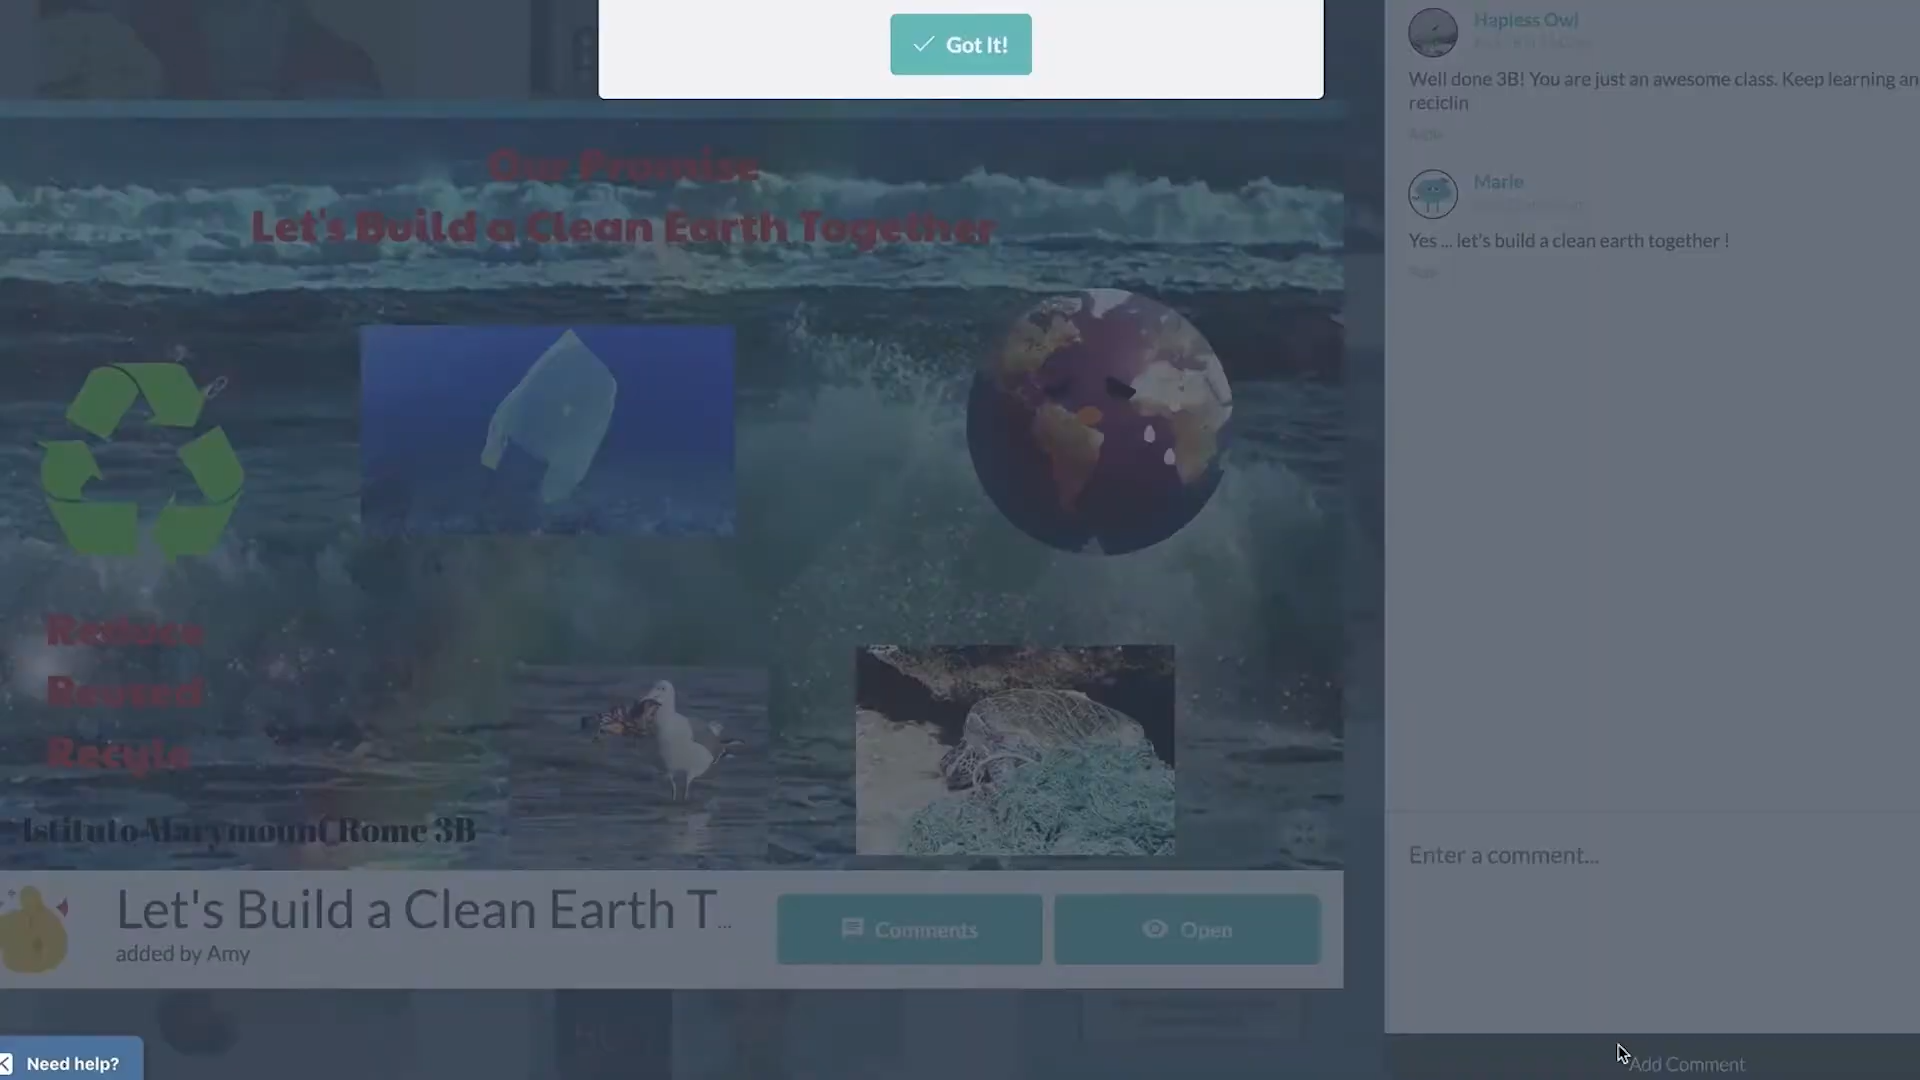 Got It!
Our Promise
Let's Build a Clean Earth Together
Reduce
Reused
Recyle
Istituto Marymount Rome 3B
Let's Build a Clean Earth T...
added by Amy
Comments
Open
Need help?
Hapless Owl
Well done 3B! You are just an awesome class. Keep learning an
reciclin
Marie
Yes ... let's build a clean earth together !
Enter a comment...
Add Comment